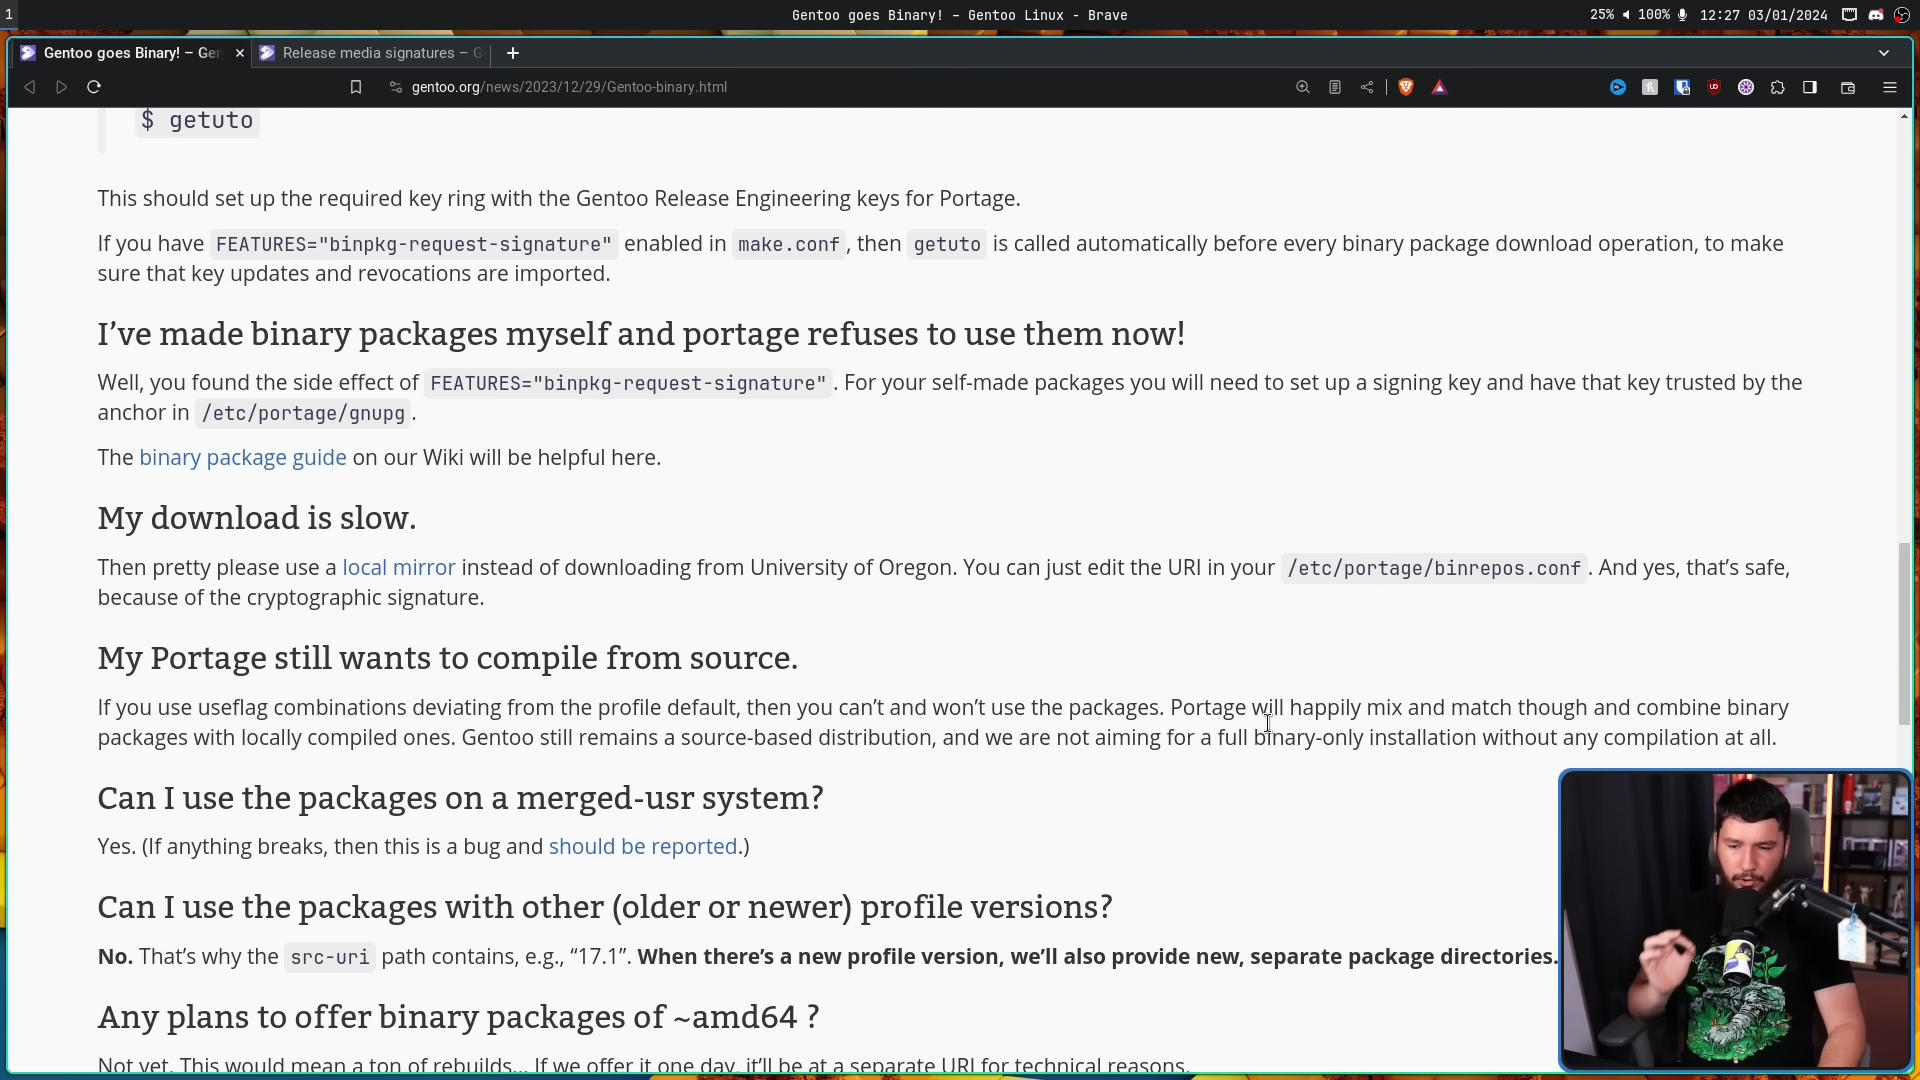 1
Gentoo goes Binary! – Gentoo Linux - Brave
25% 100% 12:27 03/01/2024
Gentoo goes Binary! – Ge
Release media signatures – G
gentoo.org/news/2023/12/29/Gentoo-binary.html
$ getuto
This should set up the required key ring with the Gentoo Release Engineering keys for Portage.
If you have FEATURES="binpkg-request-signature" enabled in make.conf, then getuto is called automatically before every binary package download operation, to make
sure that key updates and revocations are imported.
I’ve made binary packages myself and portage refuses to use them now!
Well, you found the side effect of FEATURES="binpkg-request-signature". For your self-made packages you will need to set up a signing key and have that key trusted by the
anchor in /etc/portage/gnupg.
The binary package guide on our Wiki will be helpful here.
My download is slow.
Then pretty please use a local mirror instead of downloading from University of Oregon. You can just edit the URI in your /etc/portage/binrepos.conf. And yes, that’s safe,
because of the cryptographic signature.
My Portage still wants to compile from source.
If you use useflag combinations deviating from the profile default, then you can’t and won’t use the packages. Portage will happily mix and match though and combine binary
packages with locally compiled ones. Gentoo still remains a source-based distribution, and we are not aiming for a full binary-only installation without any compilation at all.
Can I use the packages on a merged-usr system?
Yes. (If anything breaks, then this is a bug and should be reported.)
Can I use the packages with other (older or newer) profile versions?
No. That’s why the src-uri path contains, e.g., “17.1”. When there’s a new profile version, we’ll also provide new, separate package directories.
Any plans to offer binary packages of ~amd64 ?
Not yet. This would mean a ton of rebuilds... If we offer it one day, it’ll be at a separate URI for technical reasons.